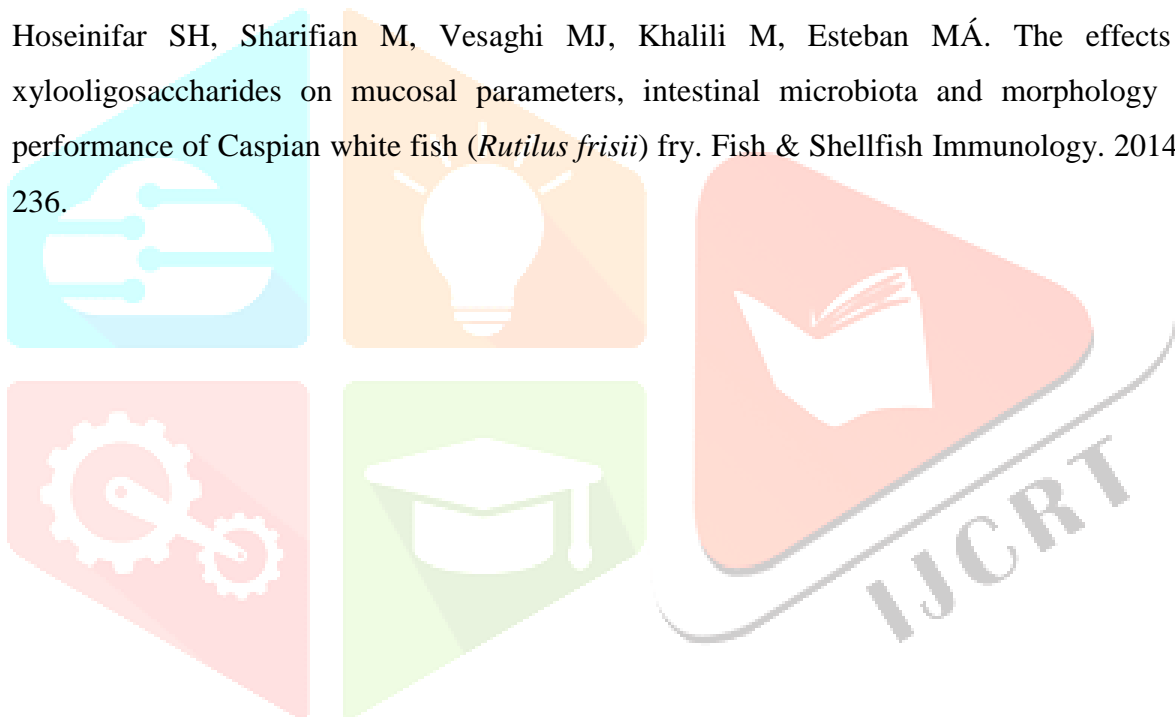 Hoseinifar SH, Sharifian M, Vesaghi MJ, Khalili M, Esteban MÁ. The effects
xylooligosaccharides on mucosal parameters, intestinal microbiota and morphology
performance of Caspian white fish (Rutilus frisii) fry. Fish & Shellfish Immunology. 2014
236.
IJCRT